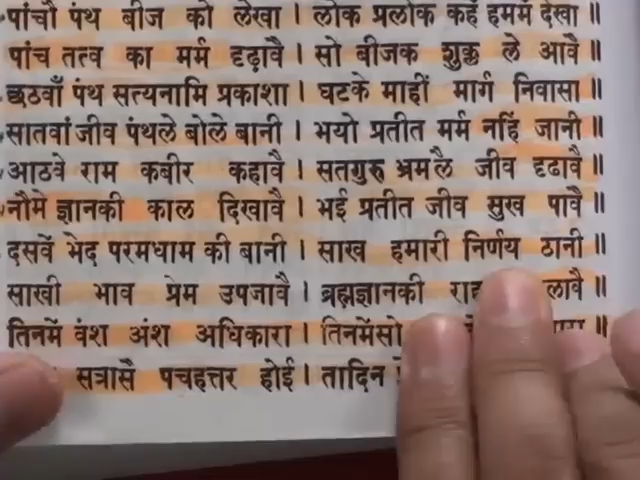 पांचौं पंथ बीज को लेखा । लोक प्रलोक कहैं हममें देखा ॥
पांच तत्व का मर्म दृढ़ावै । सो बीजक शुक्ल ले आवै ॥
छठवाँ पंथ सत्यनामि प्रकाशा । घटके माहीं मार्ग निवासा ॥
सातवां जीव पंथले बोले बानी । भयो प्रतीत मर्म नहिं जानी ॥
आठवे राम कबीर कहावै । सतगुरु भ्रमलै जीव दृढावै ॥
नौमे ज्ञानकी काल दिखावै । भई प्रतीत जीव सुख पावै ॥
दसवें भेद परमधाम की बानी । साख हमारी निर्णय ठानी ॥
साखी भाव प्रेम उपजावै । ब्रह्मज्ञानकी राह लावै ॥
तिनमें वंश अंश अधिकारा । तिनमेंसो ॥
सत्रासै पचहत्तर होई । तादिन